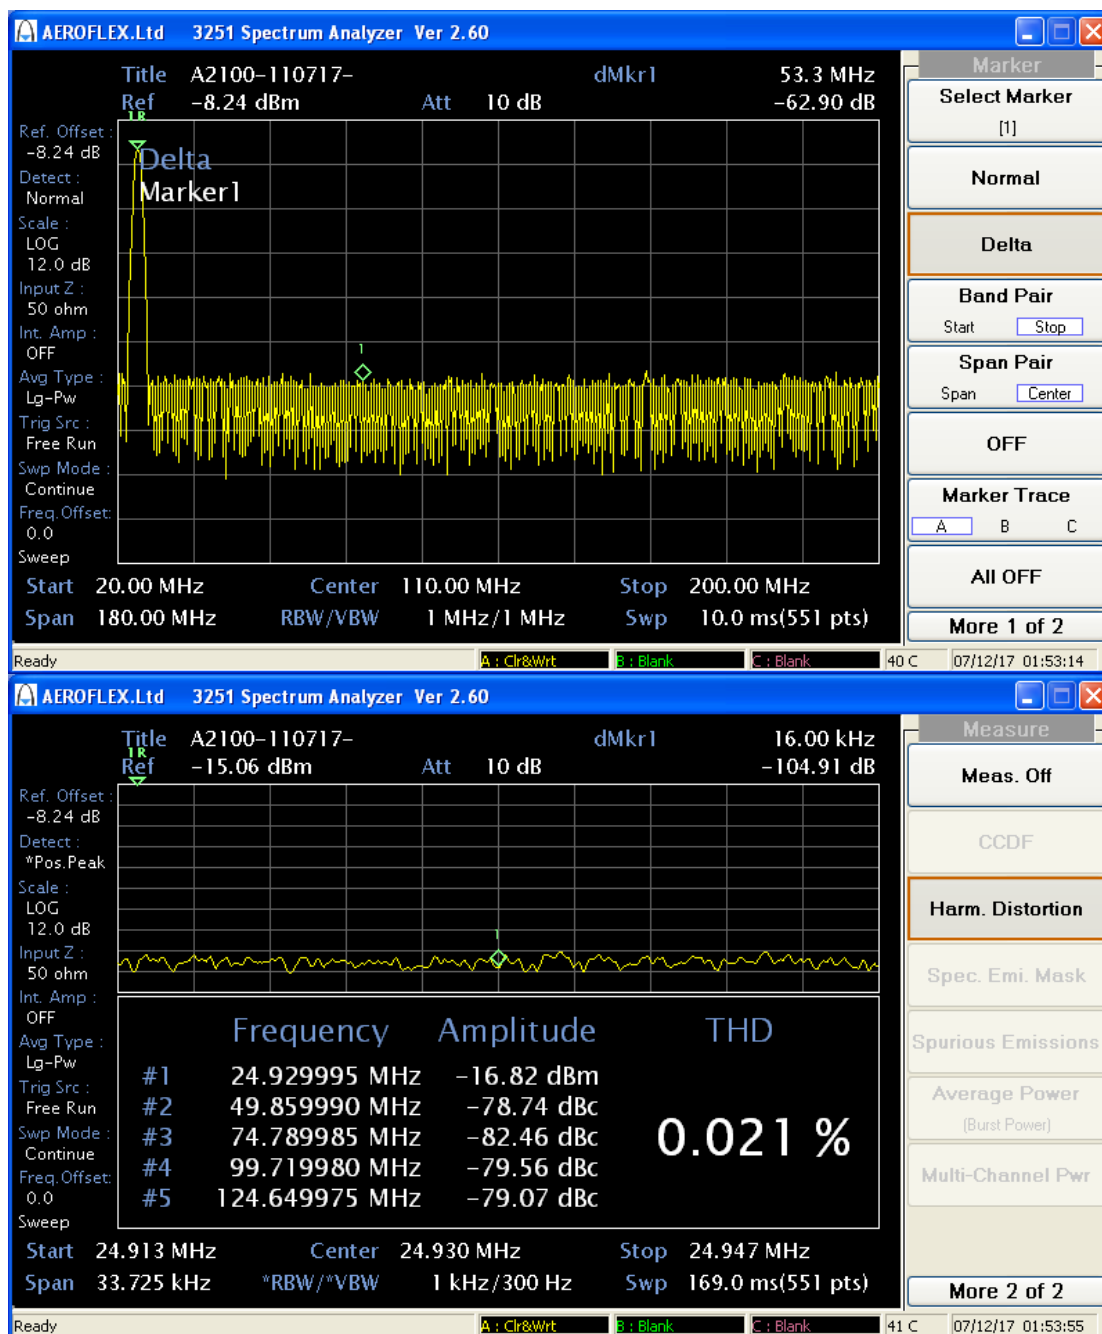 AEROFLEX.Ltd 3251 Spectrum Analyzer Ver 2.60
Title A2100-110717- dMkr1 53.3 MHz
Ref -8.24 dBm Att 10 dB -62.90 dB
1R
Ref. Offset :
-8.24 dB
Detect :
Normal
Scale :
LOG
12.0 dB
Input Z :
50 ohm
Int. Amp :
OFF
Avg Type :
Lg-Pw
Trig Src :
Free Run
Swp Mode :
Continue
Freq.Offset:
0.0
Sweep
Delta
Marker1
1
Start 20.00 MHz Center 110.00 MHz Stop 200.00 MHz
Span 180.00 MHz RBW/VBW 1 MHz/1 MHz Swp 10.0 ms(551 pts)
Marker
Select Marker
[1]
Normal
Delta
Band Pair
Start Stop
Span Pair
Span Center
OFF
Marker Trace
A B C
All OFF
More 1 of 2
Ready A : Clr&Wrt B : Blank C : Blank 40 C 07/12/17 01:53:14
AEROFLEX.Ltd 3251 Spectrum Analyzer Ver 2.60
Title A2100-110717- dMkr1 16.00 kHz
1R
Ref -15.06 dBm Att 10 dB -104.91 dB
Ref. Offset :
-8.24 dB
Detect :
*Pos.Peak
Scale :
LOG
12.0 dB
Input Z :
50 ohm
Int. Amp :
OFF
Avg Type :
Lg-Pw
Trig Src :
Free Run
Swp Mode :
Continue
Freq.Offset:
0.0
Sweep
1
Frequency Amplitude THD
#1 24.929995 MHz -16.82 dBm
#2 49.859990 MHz -78.74 dBc
#3 74.789985 MHz -82.46 dBc
#4 99.719980 MHz -79.56 dBc
#5 124.649975 MHz -79.07 dBc
0.021 %
Start 24.913 MHz Center 24.930 MHz Stop 24.947 MHz
Span 33.725 kHz *RBW/*VBW 1 kHz/300 Hz Swp 169.0 ms(551 pts)
Measure
Meas. Off
CCDF
Harm. Distortion
Spec. Emi. Mask
Spurious Emissions
Average Power
(Burst Power)
Multi-Channel Pwr
More 2 of 2
Ready A : Clr&Wrt B : Blank C : Blank 41 C 07/12/17 01:53:55